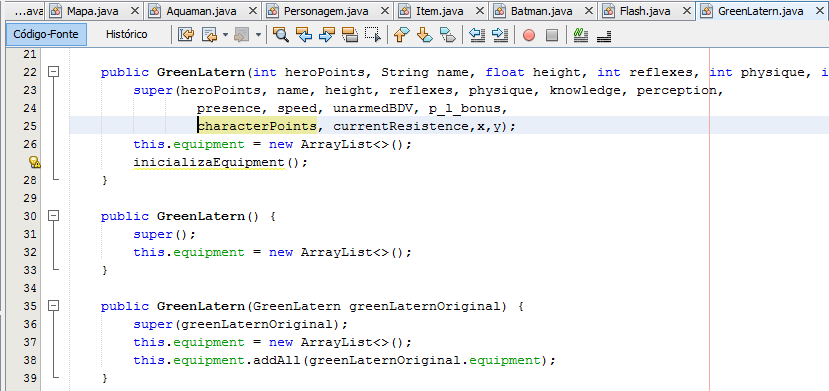 ...ava Mapa.java Aquaman.java Personagem.java Item.java Batman.java Flash.java GreenLatern.java
Código-Fonte Histórico
21
22 public GreenLatern(int heroPoints, String name, float height, int reflexes, int physique, i
23 super(heroPoints, name, height, reflexes, physique, knowledge, perception,
24 presence, speed, unarmedBDV, p_l_bonus,
25 characterPoints, currentResistence,x,y);
26 this.equipment = new ArrayList<>();
inicializaEquipment();
28 }
29
30 public GreenLatern() {
31 super();
32 this.equipment = new ArrayList<>();
33 }
34
35 public GreenLatern(GreenLatern greenLaternOriginal) {
36 super(greenLaternOriginal);
37 this.equipment = new ArrayList<>();
38 this.equipment.addAll(greenLaternOriginal.equipment);
39 }